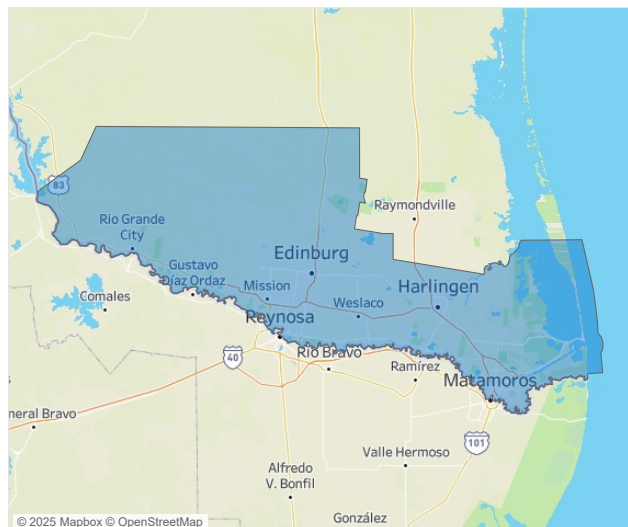 83
Raymondville
Rio Grande
City
Edinburg
Gustavo
Díaz Ordaz
Mission
Harlingen
Comales
Weslaco
Reynosa
40
Río Bravo
Ramírez
Matamoros
neral Bravo
101
Valle Hermoso
Alfredo
V. Bonfil
González
© 2025 Mapbox © OpenStreetMap